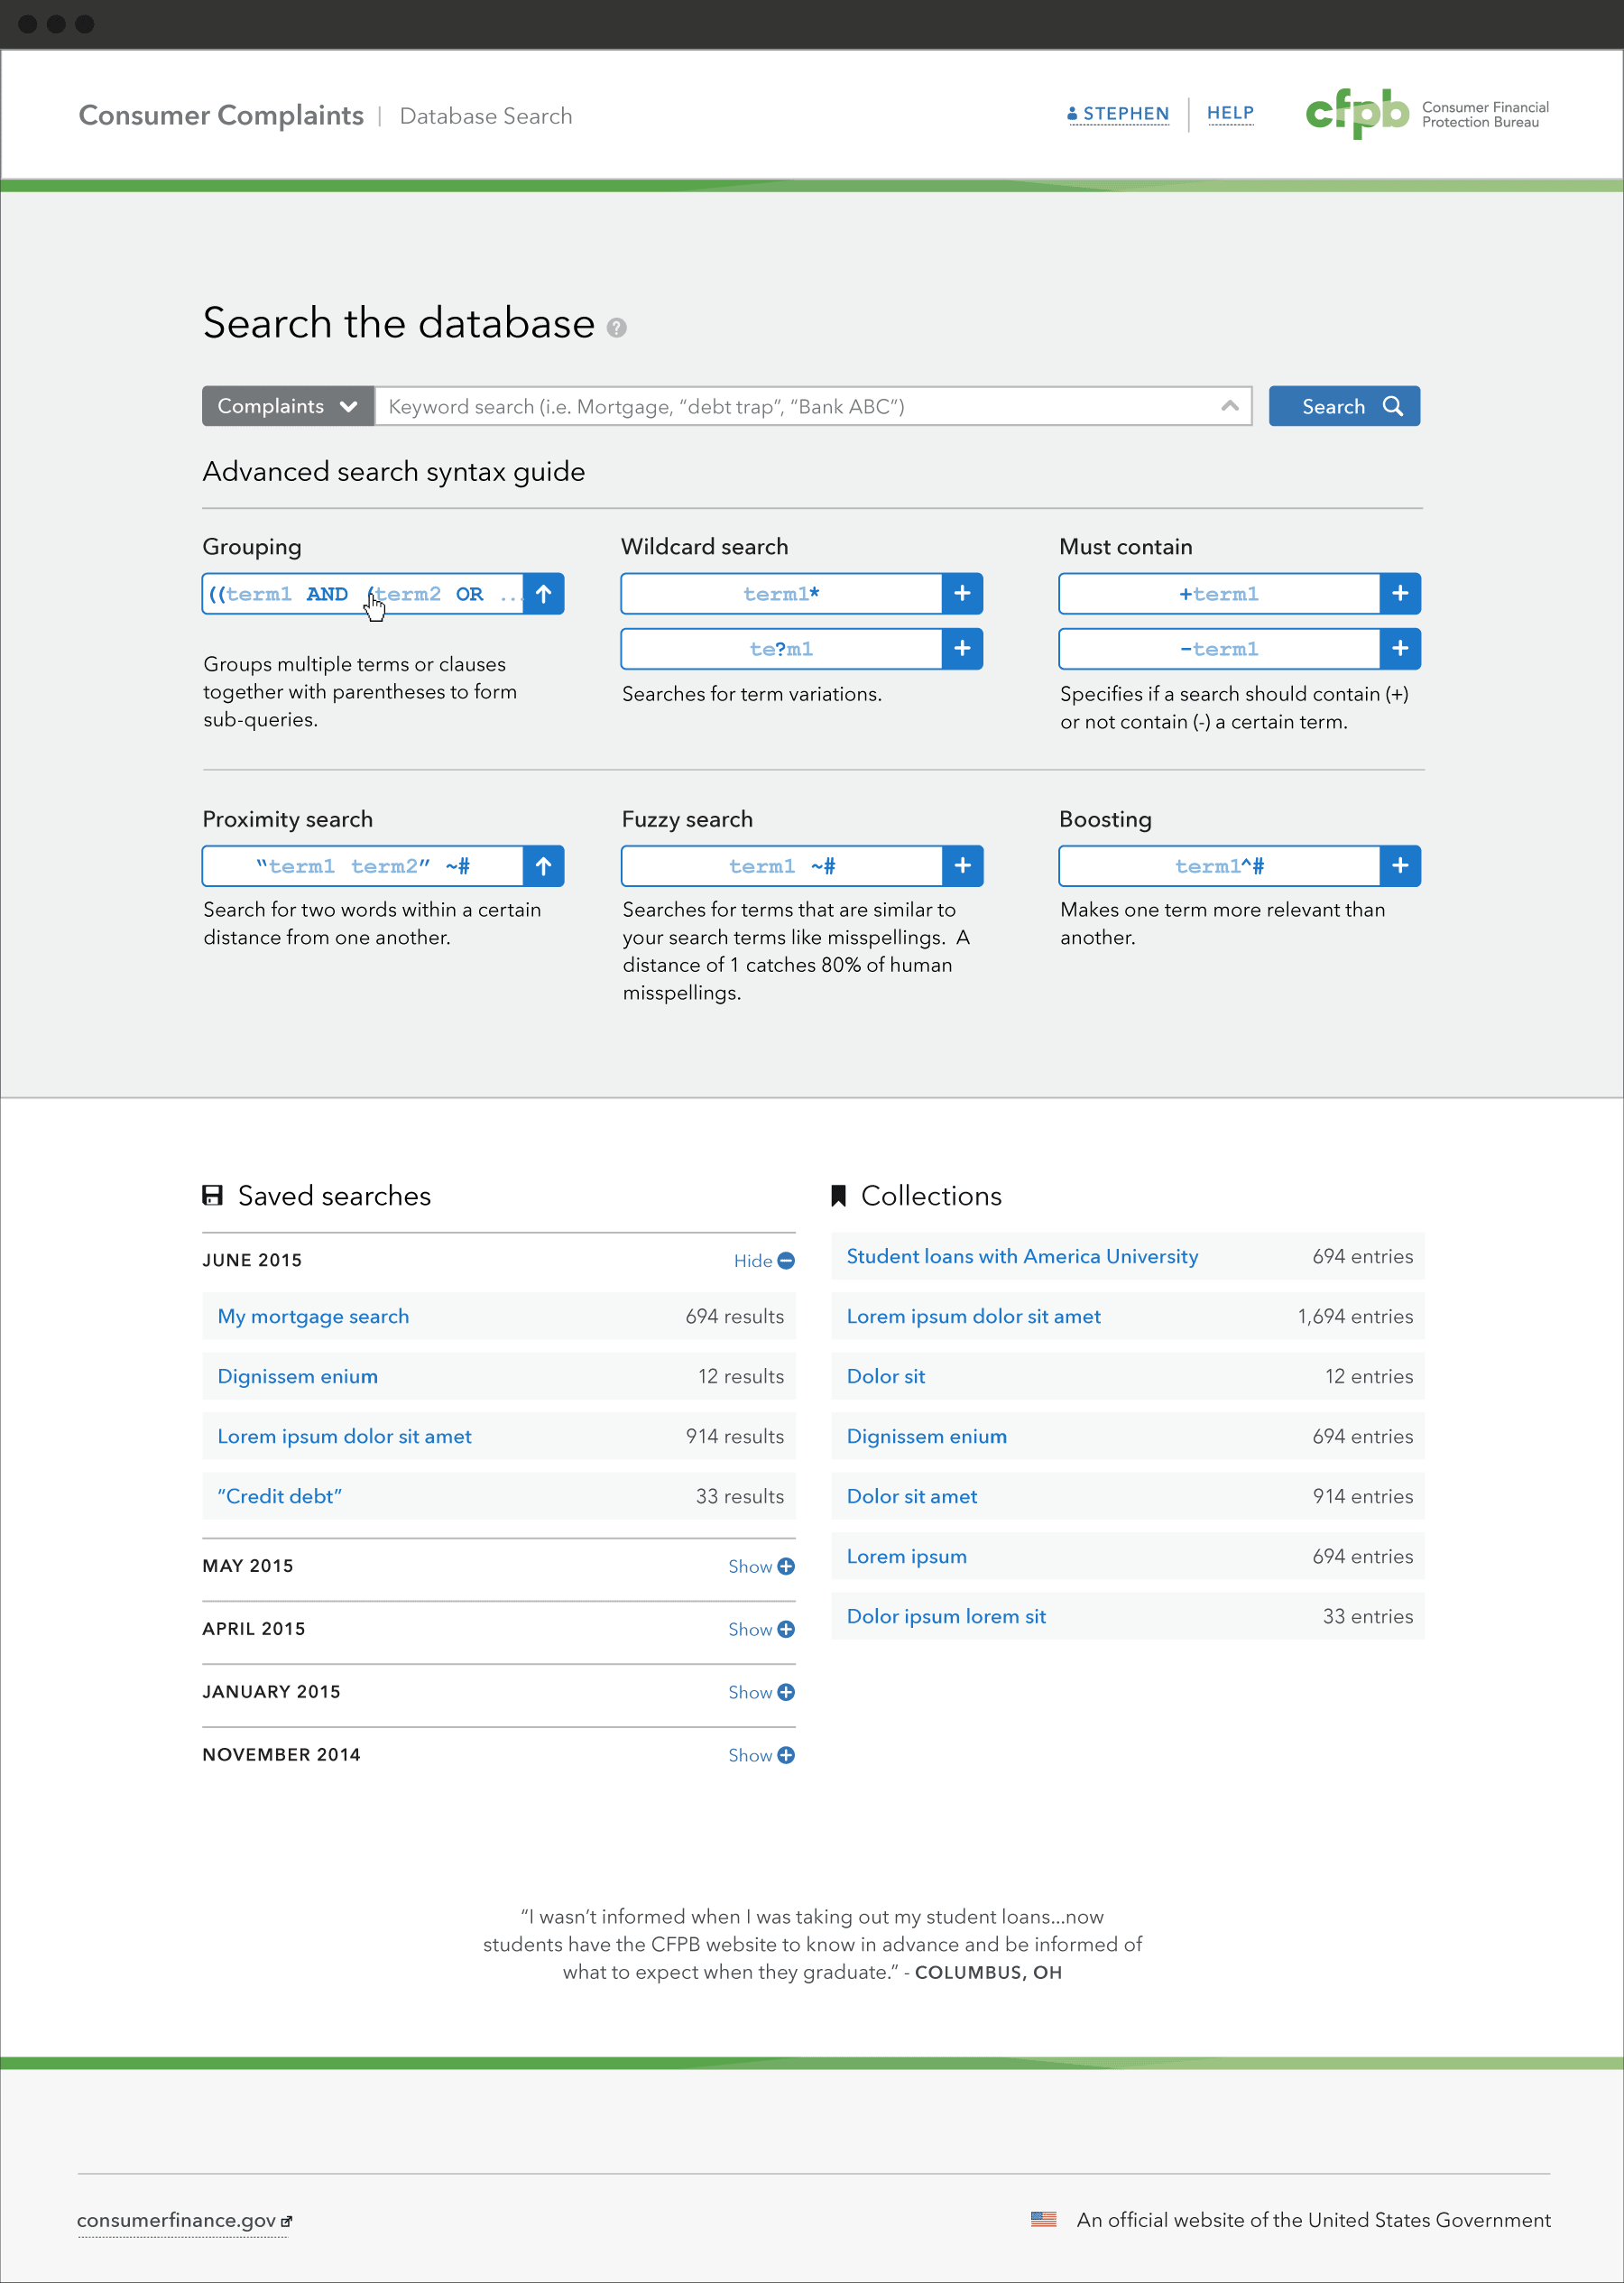 Consumer Complaints | Database Search
STEPHEN
HELP
cfpb
Consumer Financial
Protection Bureau
Search the database ?
Complaints
Keyword search (i.e. Mortgage, “debt trap”, “Bank ABC”)
Search
Advanced search syntax guide
Grouping
((term1 AND (term2 OR ...
Groups multiple terms or clauses
together with parentheses to form
sub-queries.
Wildcard search
term1*
te?m1
Searches for term variations.
Must contain
+term1
-term1
Specifies if a search should contain (+)
or not contain (-) a certain term.
Proximity search
“term1 term2” ~#
Search for two words within a certain
distance from one another.
Fuzzy search
term1 ~#
Searches for terms that are similar to
your search terms like misspellings. A
distance of 1 catches 80% of human
misspellings.
Boosting
term1^#
Makes one term more relevant than
another.
Saved searches
JUNE 2015 Hide
My mortgage search 694 results
Dignissem enium 12 results
Lorem ipsum dolor sit amet 914 results
“Credit debt” 33 results
MAY 2015 Show
APRIL 2015 Show
JANUARY 2015 Show
NOVEMBER 2014 Show
Collections
Student loans with America University 694 entries
Lorem ipsum dolor sit amet 1,694 entries
Dolor sit 12 entries
Dignissem enium 694 entries
Dolor sit amet 914 entries
Lorem ipsum 694 entries
Dolor ipsum lorem sit 33 entries
“I wasn’t informed when I was taking out my student loans...now
students have the CFPB website to know in advance and be informed of
what to expect when they graduate.” - COLUMBUS, OH
consumerfinance.gov
An official website of the United States Government